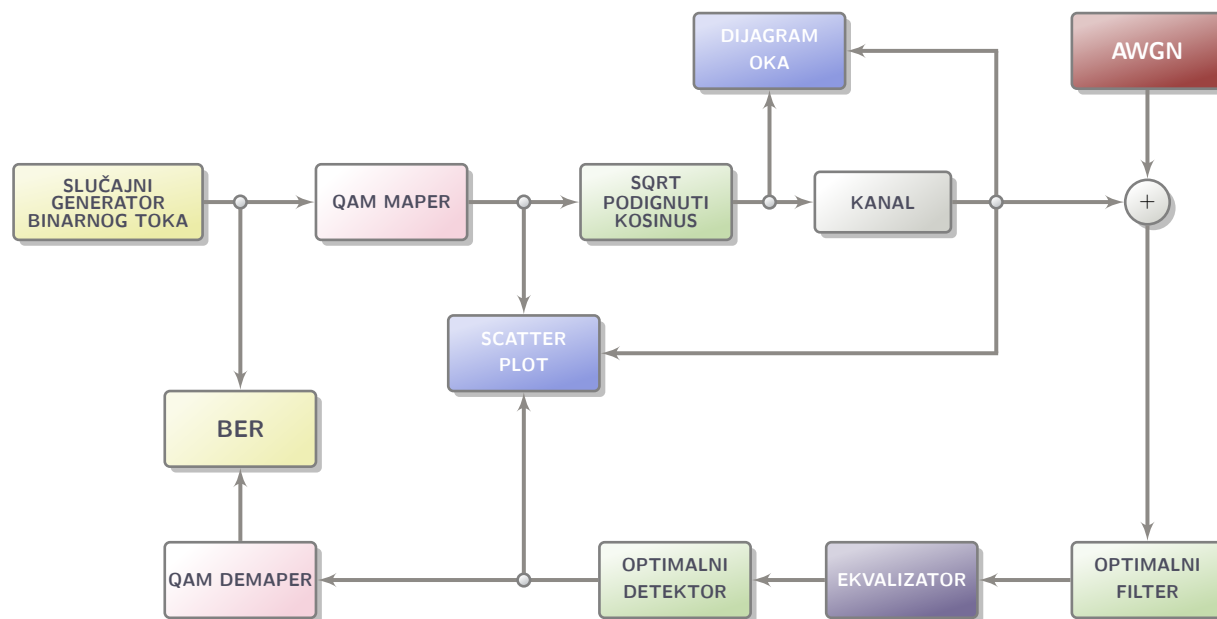 DIJAGRAM
OKA
AWGN
SLUČAJNI
GENERATOR
BINARNOG TOKA
QAM MAPER
SQRT
PODIGNUTI
KOSINUS
KANAL
+
SCATTER
PLOT
BER
QAM DEMAPER
OPTIMALNI
DETEKTOR
EKVALIZATOR
OPTIMALNI
FILTER